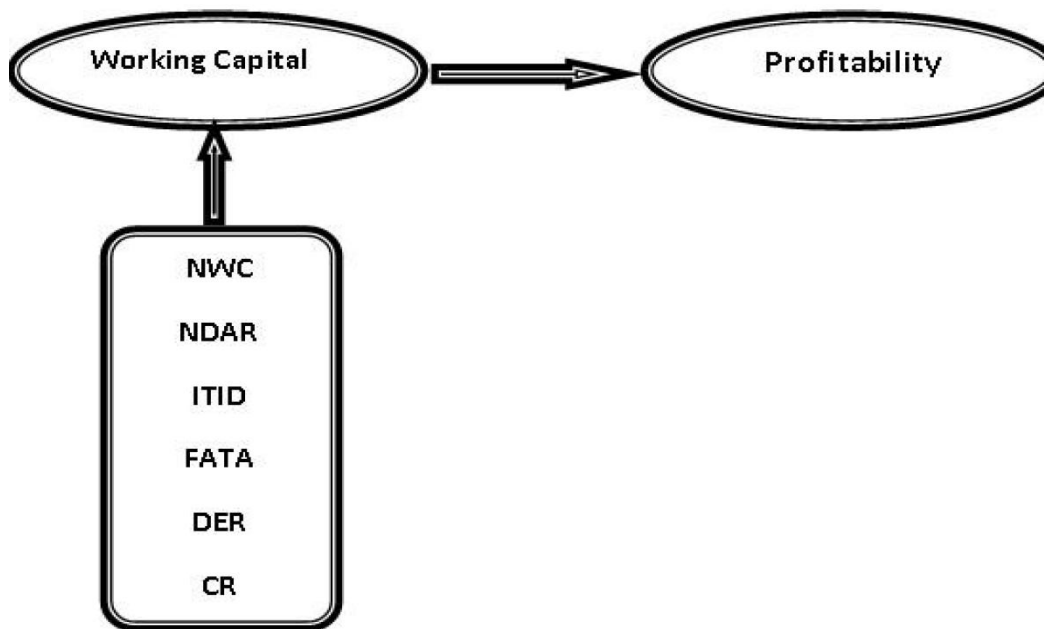 Working Capital
Profitability
NWC
NDAR
ITID
FATA
DER
CR